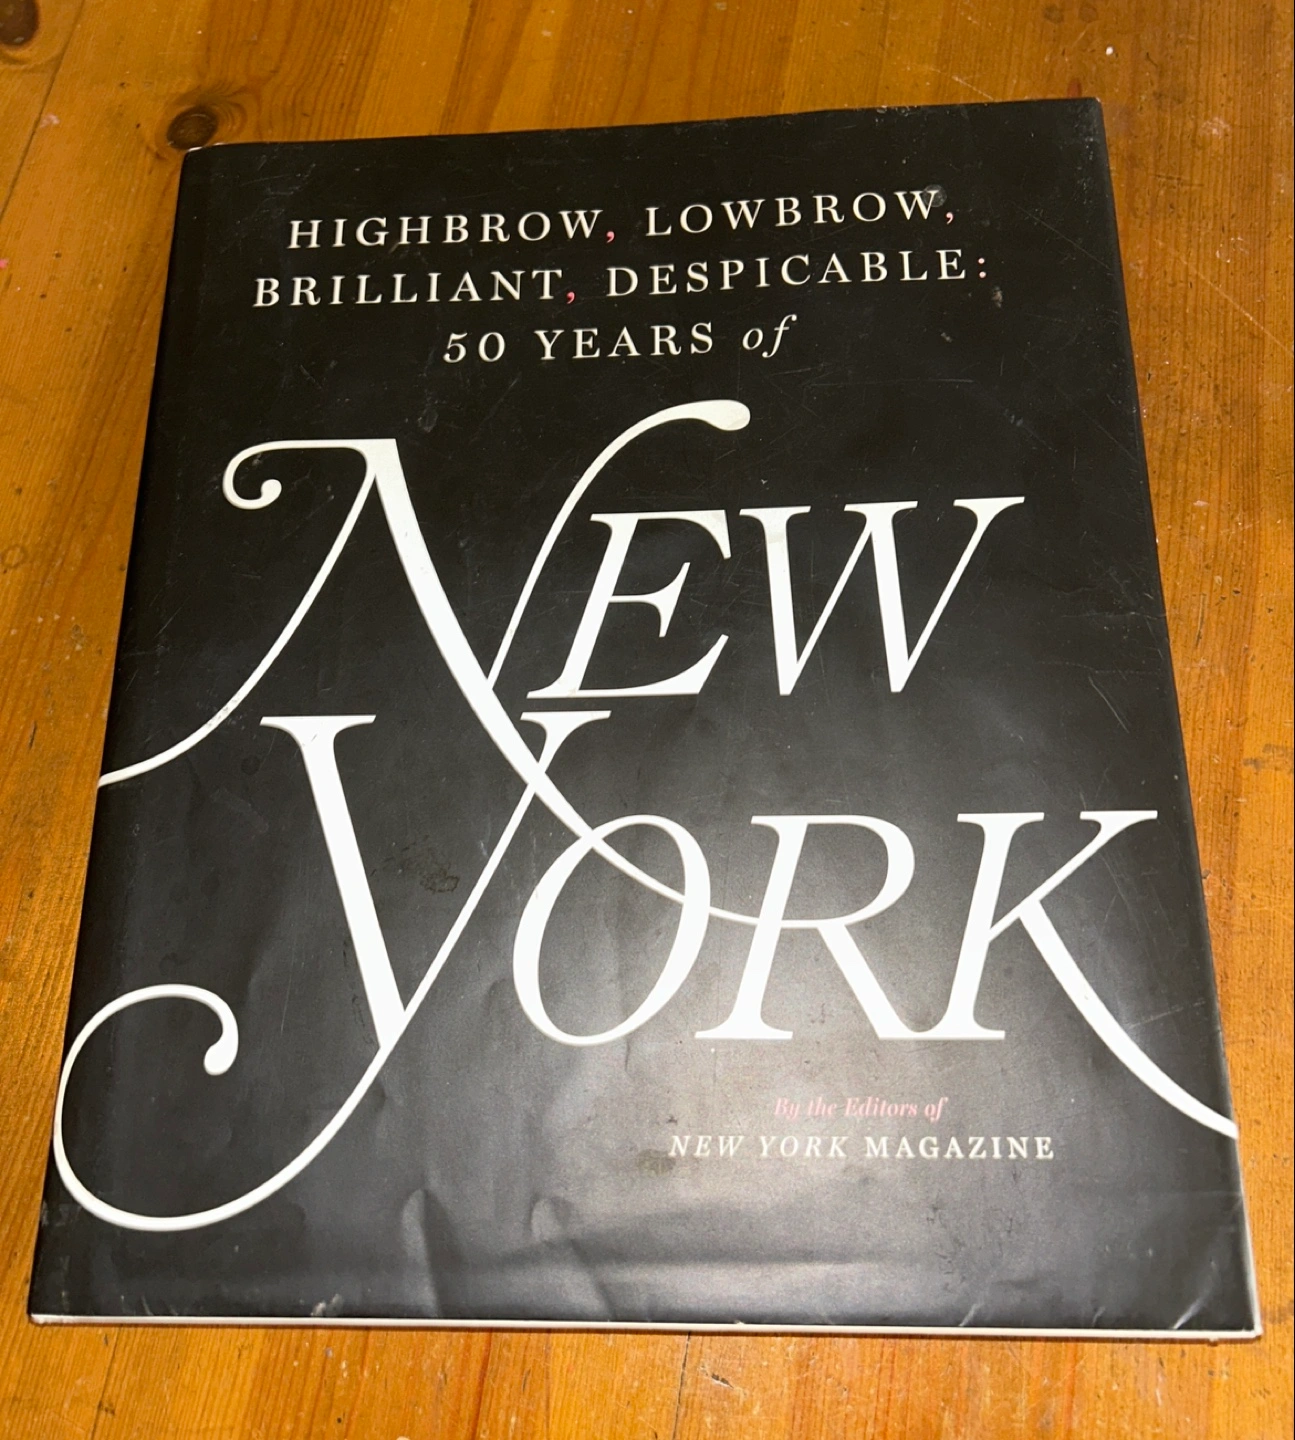 HIGHBROW, LOWBROW,
BRILLIANT, DESPICABLE:
50 YEARS of
NEW
YORK
By the Editors of
NEW YORK MAGAZINE